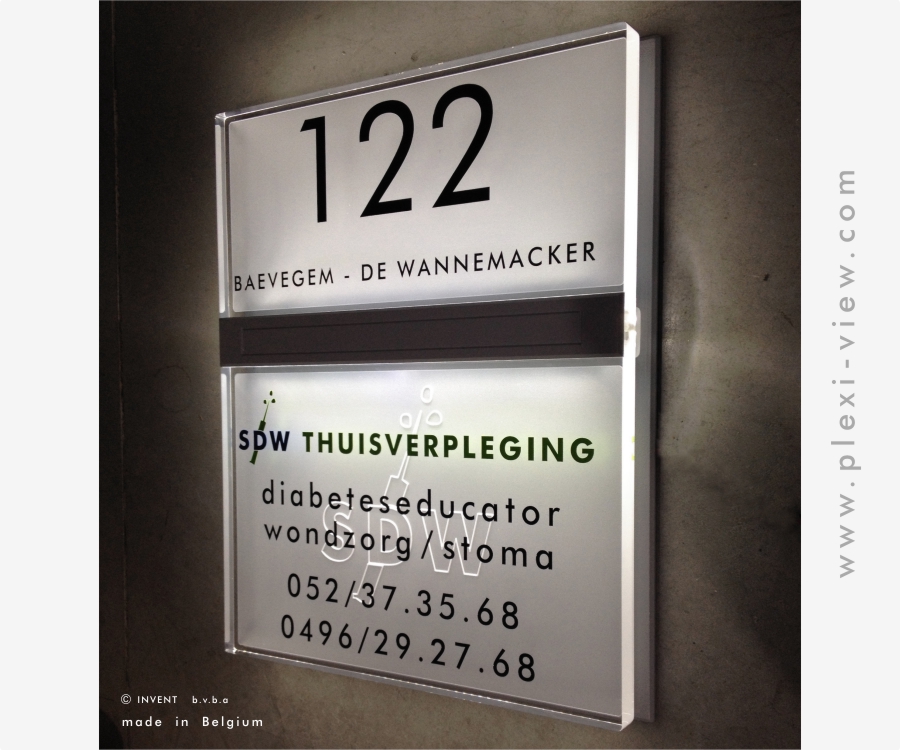 122
BAEVEGEM - DE WANNEMACKER
SDW THUISVERPLEGING
SDW
diabeteseducator
wondzorg / stoma
052/37.35.68
0496/29.27.68
© INVENT b.v.b.a
made in Belgium
www.plexi-view.com